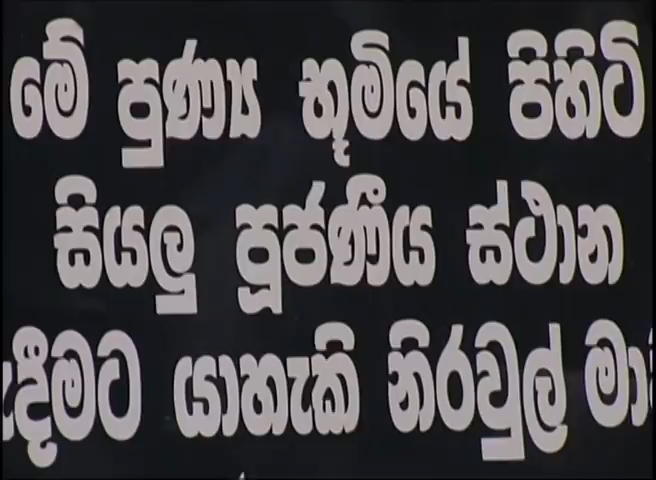 මේ පුණ්‍ය භූමියේ පිහිටි
සියලු පූජණීය ස්ථාන
යාහැකි නිරවුල්